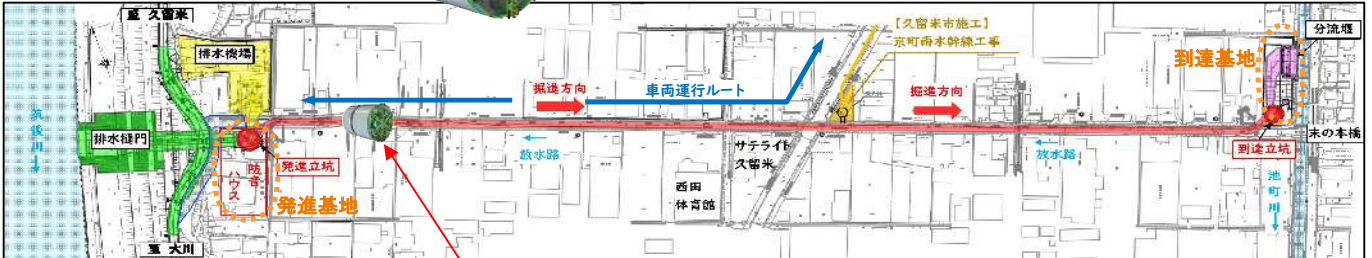 至 久留米
排水機場
筑後川
排水樋門
発進立坑
防音
ハウス
発進基地
至 大川
掘進方向
車両運行ルート
放水路
西田
体育館
サテライト
久留米
【久留米市施工】
京町雨水幹線工事
掘進方向
放水路
到達基地
分流堰
末の本橋
到達立坑
池町川